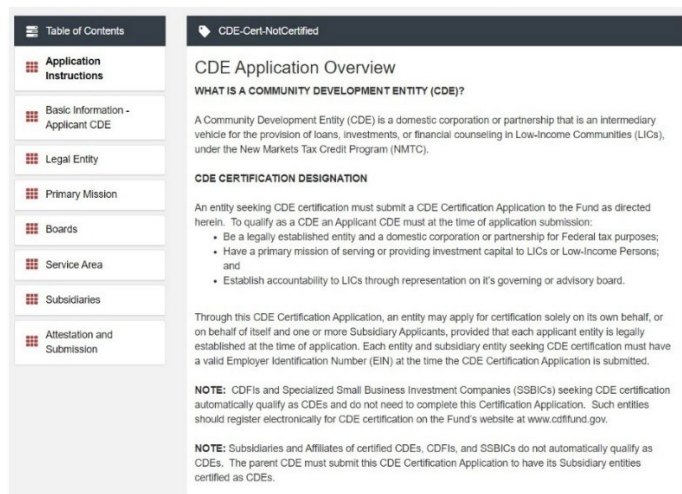 Table of Contents
Application
Instructions
Basic Information -
Applicant CDE
Legal Entity
Primary Mission
Boards
Service Area
Subsidiaries
Attestation and
Submission
CDE-Cert-NotCertified
CDE Application Overview
WHAT IS A COMMUNITY DEVELOPMENT ENTITY (CDE)?
A Community Development Entity (CDE) is a domestic corporation or partnership that is an intermediary
vehicle for the provision of loans, investments, or financial counseling in Low-Income Communities (LICs),
under the New Markets Tax Credit Program (NMTC).
CDE CERTIFICATION DESIGNATION
An entity seeking CDE certification must submit a CDE Certification Application to the Fund as directed
herein. To qualify as a CDE an Applicant CDE must at the time of application submission:
• Be a legally established entity and a domestic corporation or partnership for Federal tax purposes;
• Have a primary mission of serving or providing investment capital to LICs or Low-Income Persons;
and
• Establish accountability to LICs through representation on it's governing or advisory board.
Through this CDE Certification Application, an entity may apply for certification solely on its own behalf, or
on behalf of itself and one or more Subsidiary Applicants, provided that each applicant entity is legally
established at the time of application. Each entity and subsidiary entity seeking CDE certification must have
a valid Employer Identification Number (EIN) at the time the CDE Certification Application is submitted.
NOTE: CDFIs and Specialized Small Business Investment Companies (SSBICs) seeking CDE certification
automatically qualify as CDEs and do not need to complete this Certification Application. Such entities
should register electronically for CDE certification on the Fund's website at www.cdfifund.gov.
NOTE: Subsidiaries and Affiliates of certified CDEs, CDFIs, and SSBICs do not automatically qualify as
CDEs. The parent CDE must submit this CDE Certification Application to have its Subsidiary entities
certified as CDEs.